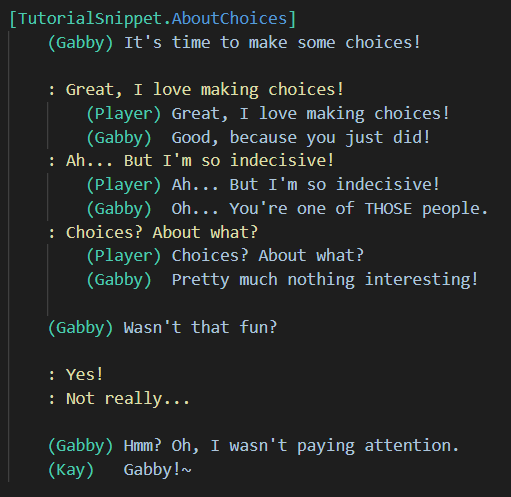 [TutorialSnippet.AboutChoices]
(Gabby) It's time to make some choices!
: Great, I love making choices!
(Player) Great, I love making choices!
(Gabby)  Good, because you just did!
: Ah... But I'm so indecisive!
(Player) Ah... But I'm so indecisive!
(Gabby)  Oh... You're one of THOSE people.
: Choices? About what?
(Player) Choices? About what?
(Gabby)  Pretty much nothing interesting!
(Gabby) Wasn't that fun?
: Yes!
: Not really...
(Gabby) Hmm? Oh, I wasn't paying attention.
(Kay)   Gabby!~